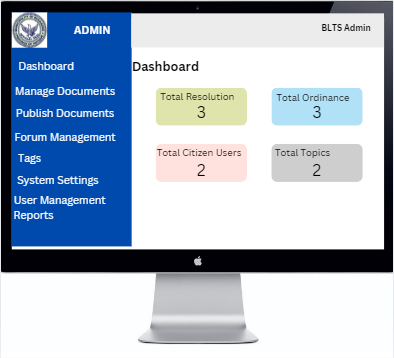 ADMIN
BLTS Admin
Dashboard
Manage Documents
Publish Documents
Forum Management
Tags
System Settings
User Management
Reports
Dashboard
Total Resolution
3
Total Ordinance
3
Total Citizen Users
2
Total Topics
2